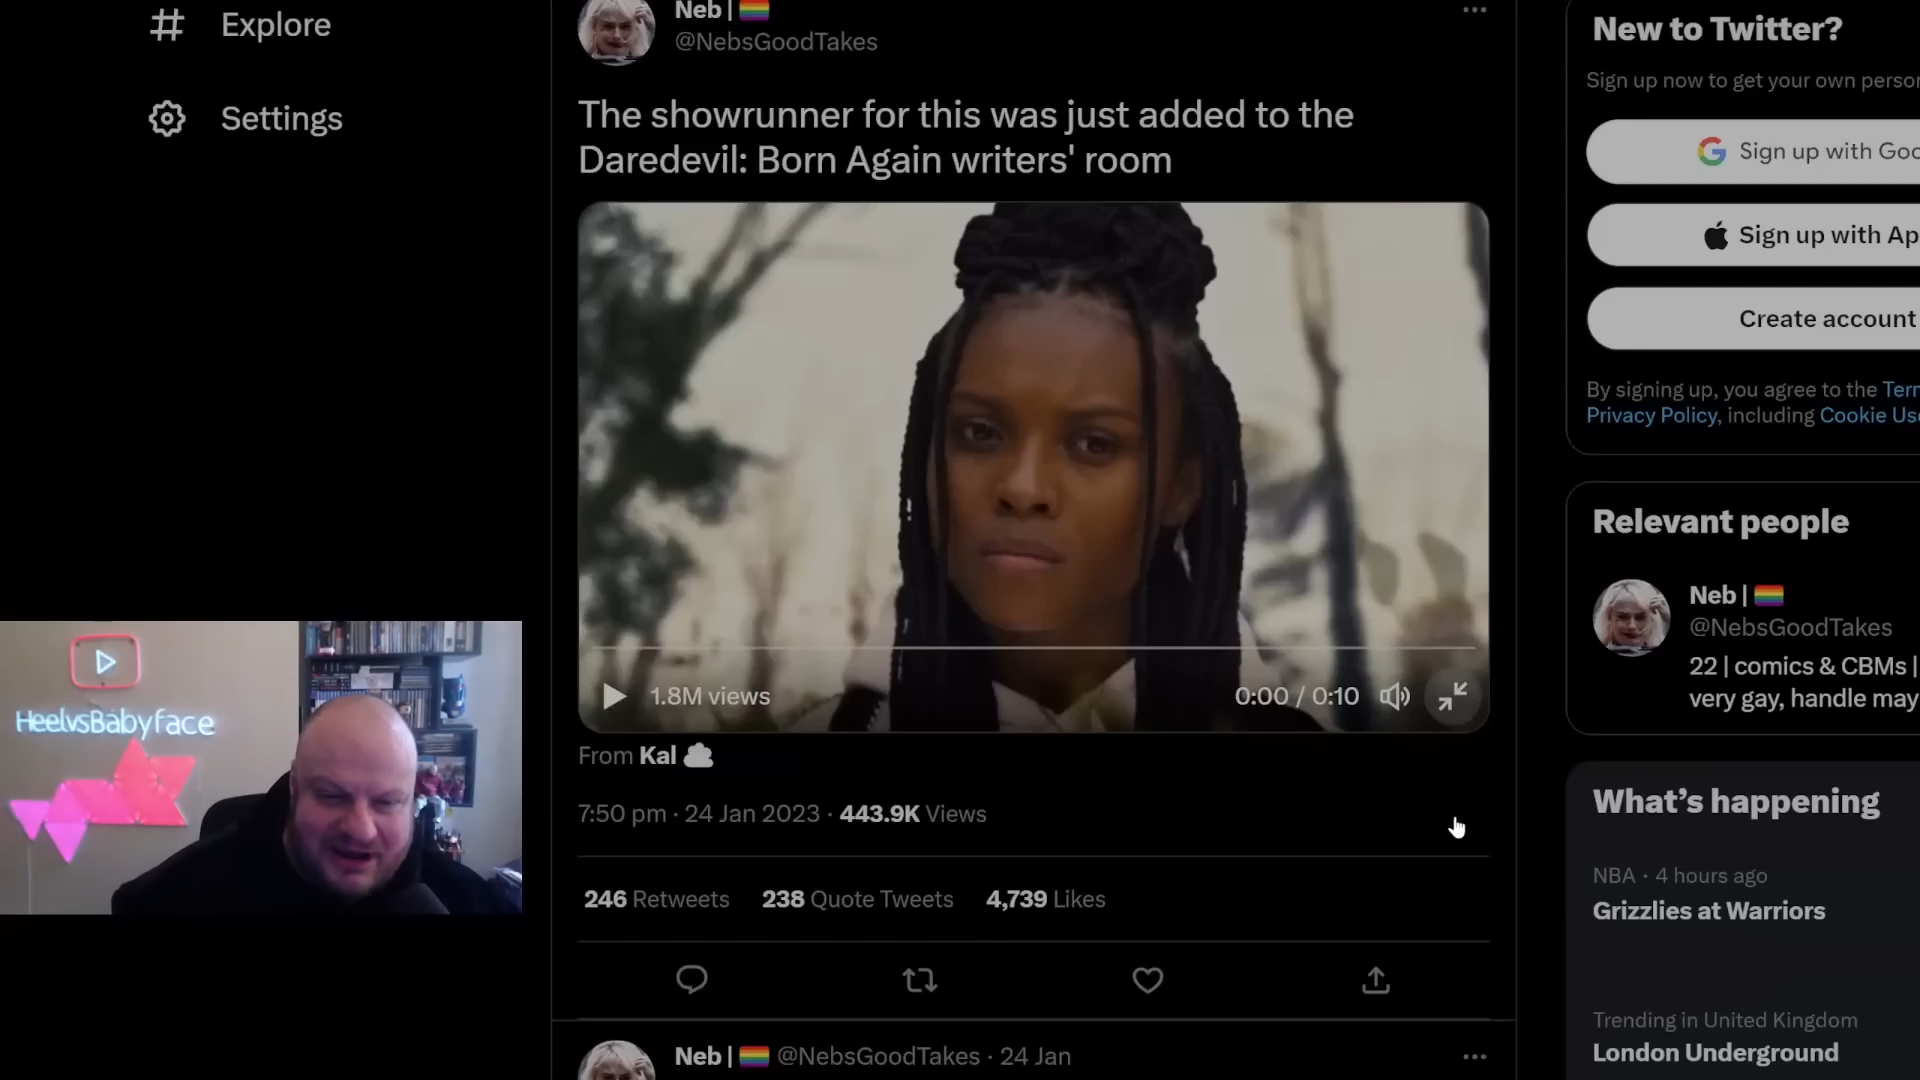 Explore
Settings
Neb |
@NebsGoodTakes
The showrunner for this was just added to the
Daredevil: Born Again writers' room
1.8M views
0:00 / 0:10
From Kal
7:50 pm · 24 Jan 2023 · 443.9K Views
246 Retweets 238 Quote Tweets 4,739 Likes
Neb | @NebsGoodTakes · 24 Jan
HeelvsBabyface
New to Twitter?
Sign up now to get your own person
Sign up with Goo
Sign up with Ap
Create account
By signing up, you agree to the Term
Privacy Policy, including Cookie Us
Relevant people
Neb |
@NebsGoodTakes
22 | comics & CBMs |
very gay, handle may
What's happening
NBA · 4 hours ago
Grizzlies at Warriors
Trending in United Kingdom
London Underground